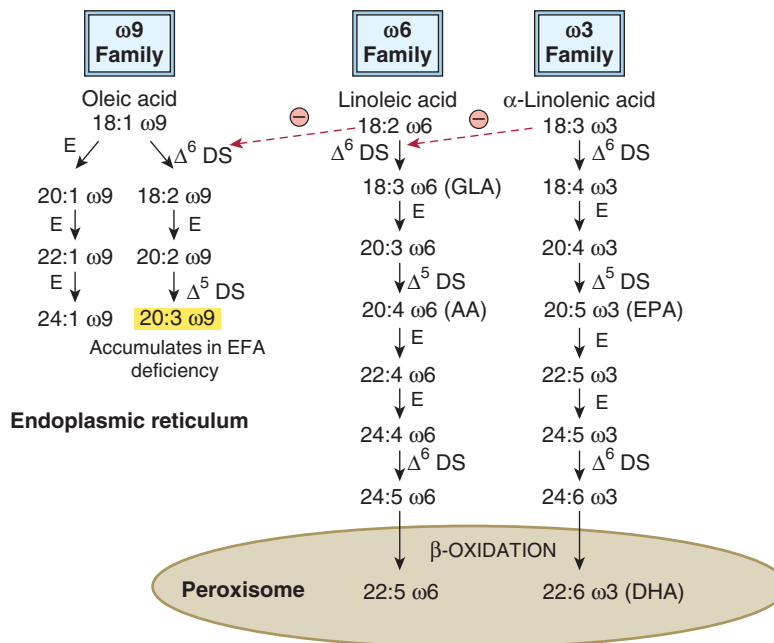 ω9 Family
ω6 Family
ω3 Family
Oleic acid
18:1 ω9
E
Δ⁶ DS
20:1 ω9
18:2 ω9
E
E
22:1 ω9
20:2 ω9
E
Δ⁵ DS
24:1 ω9
20:3 ω9
Accumulates in EFA
deficiency
Endoplasmic reticulum
Linoleic acid
18:2 ω6
Δ⁶ DS
18:3 ω6 (GLA)
E
20:3 ω6
Δ⁵ DS
20:4 ω6 (AA)
E
22:4 ω6
E
24:4 ω6
Δ⁶ DS
24:5 ω6
α-Linolenic acid
18:3 ω3
Δ⁶ DS
18:4 ω3
E
20:4 ω3
Δ⁵ DS
20:5 ω3 (EPA)
E
22:5 ω3
E
24:5 ω3
Δ⁶ DS
24:6 ω3
−
−
β-OXIDATION
Peroxisome
22:5 ω6
22:6 ω3 (DHA)